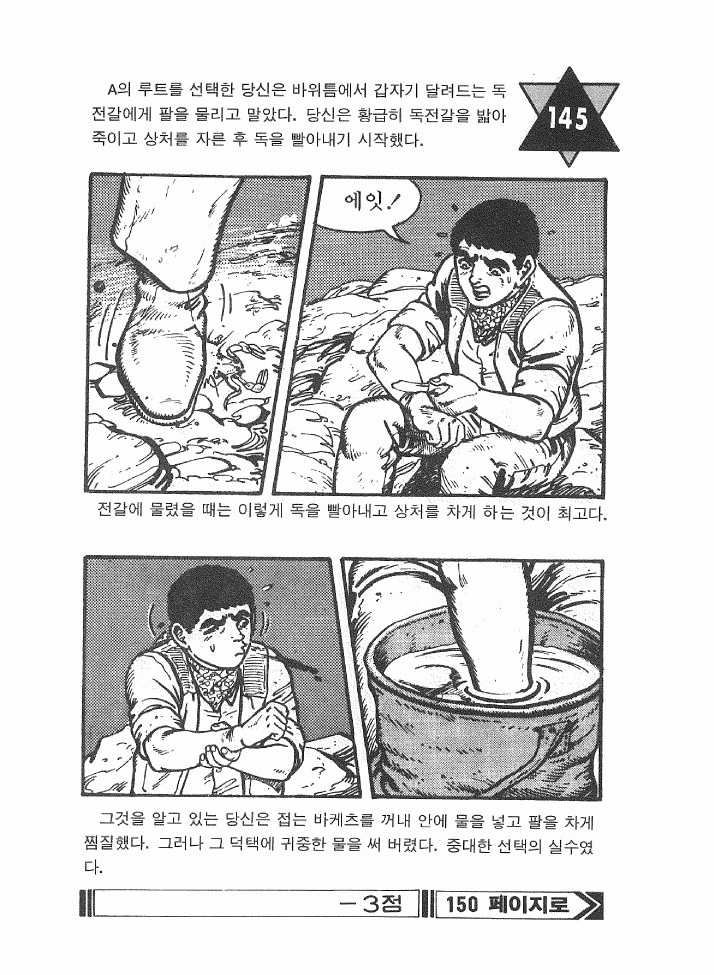 A의 루트를 선택한 당신은 바위틈에서 갑자기 달려드는 독
전갈에게 팔을 물리고 말았다. 당신은 황급히 독전갈을 밟아
죽이고 상처를 자른 후 독을 빨아내기 시작했다.
145
에잇!
전갈에 물렸을 때는 이렇게 독을 빨아내고 상처를 차게 하는 것이 최고다.
그것을 알고 있는 당신은 접는 바케츠를 꺼내 안에 물을 넣고 팔을 차게
찜질했다. 그러나 그 덕택에 귀중한 물을 써 버렸다. 중대한 선택의 실수였
다.
－3점
150 페이지로